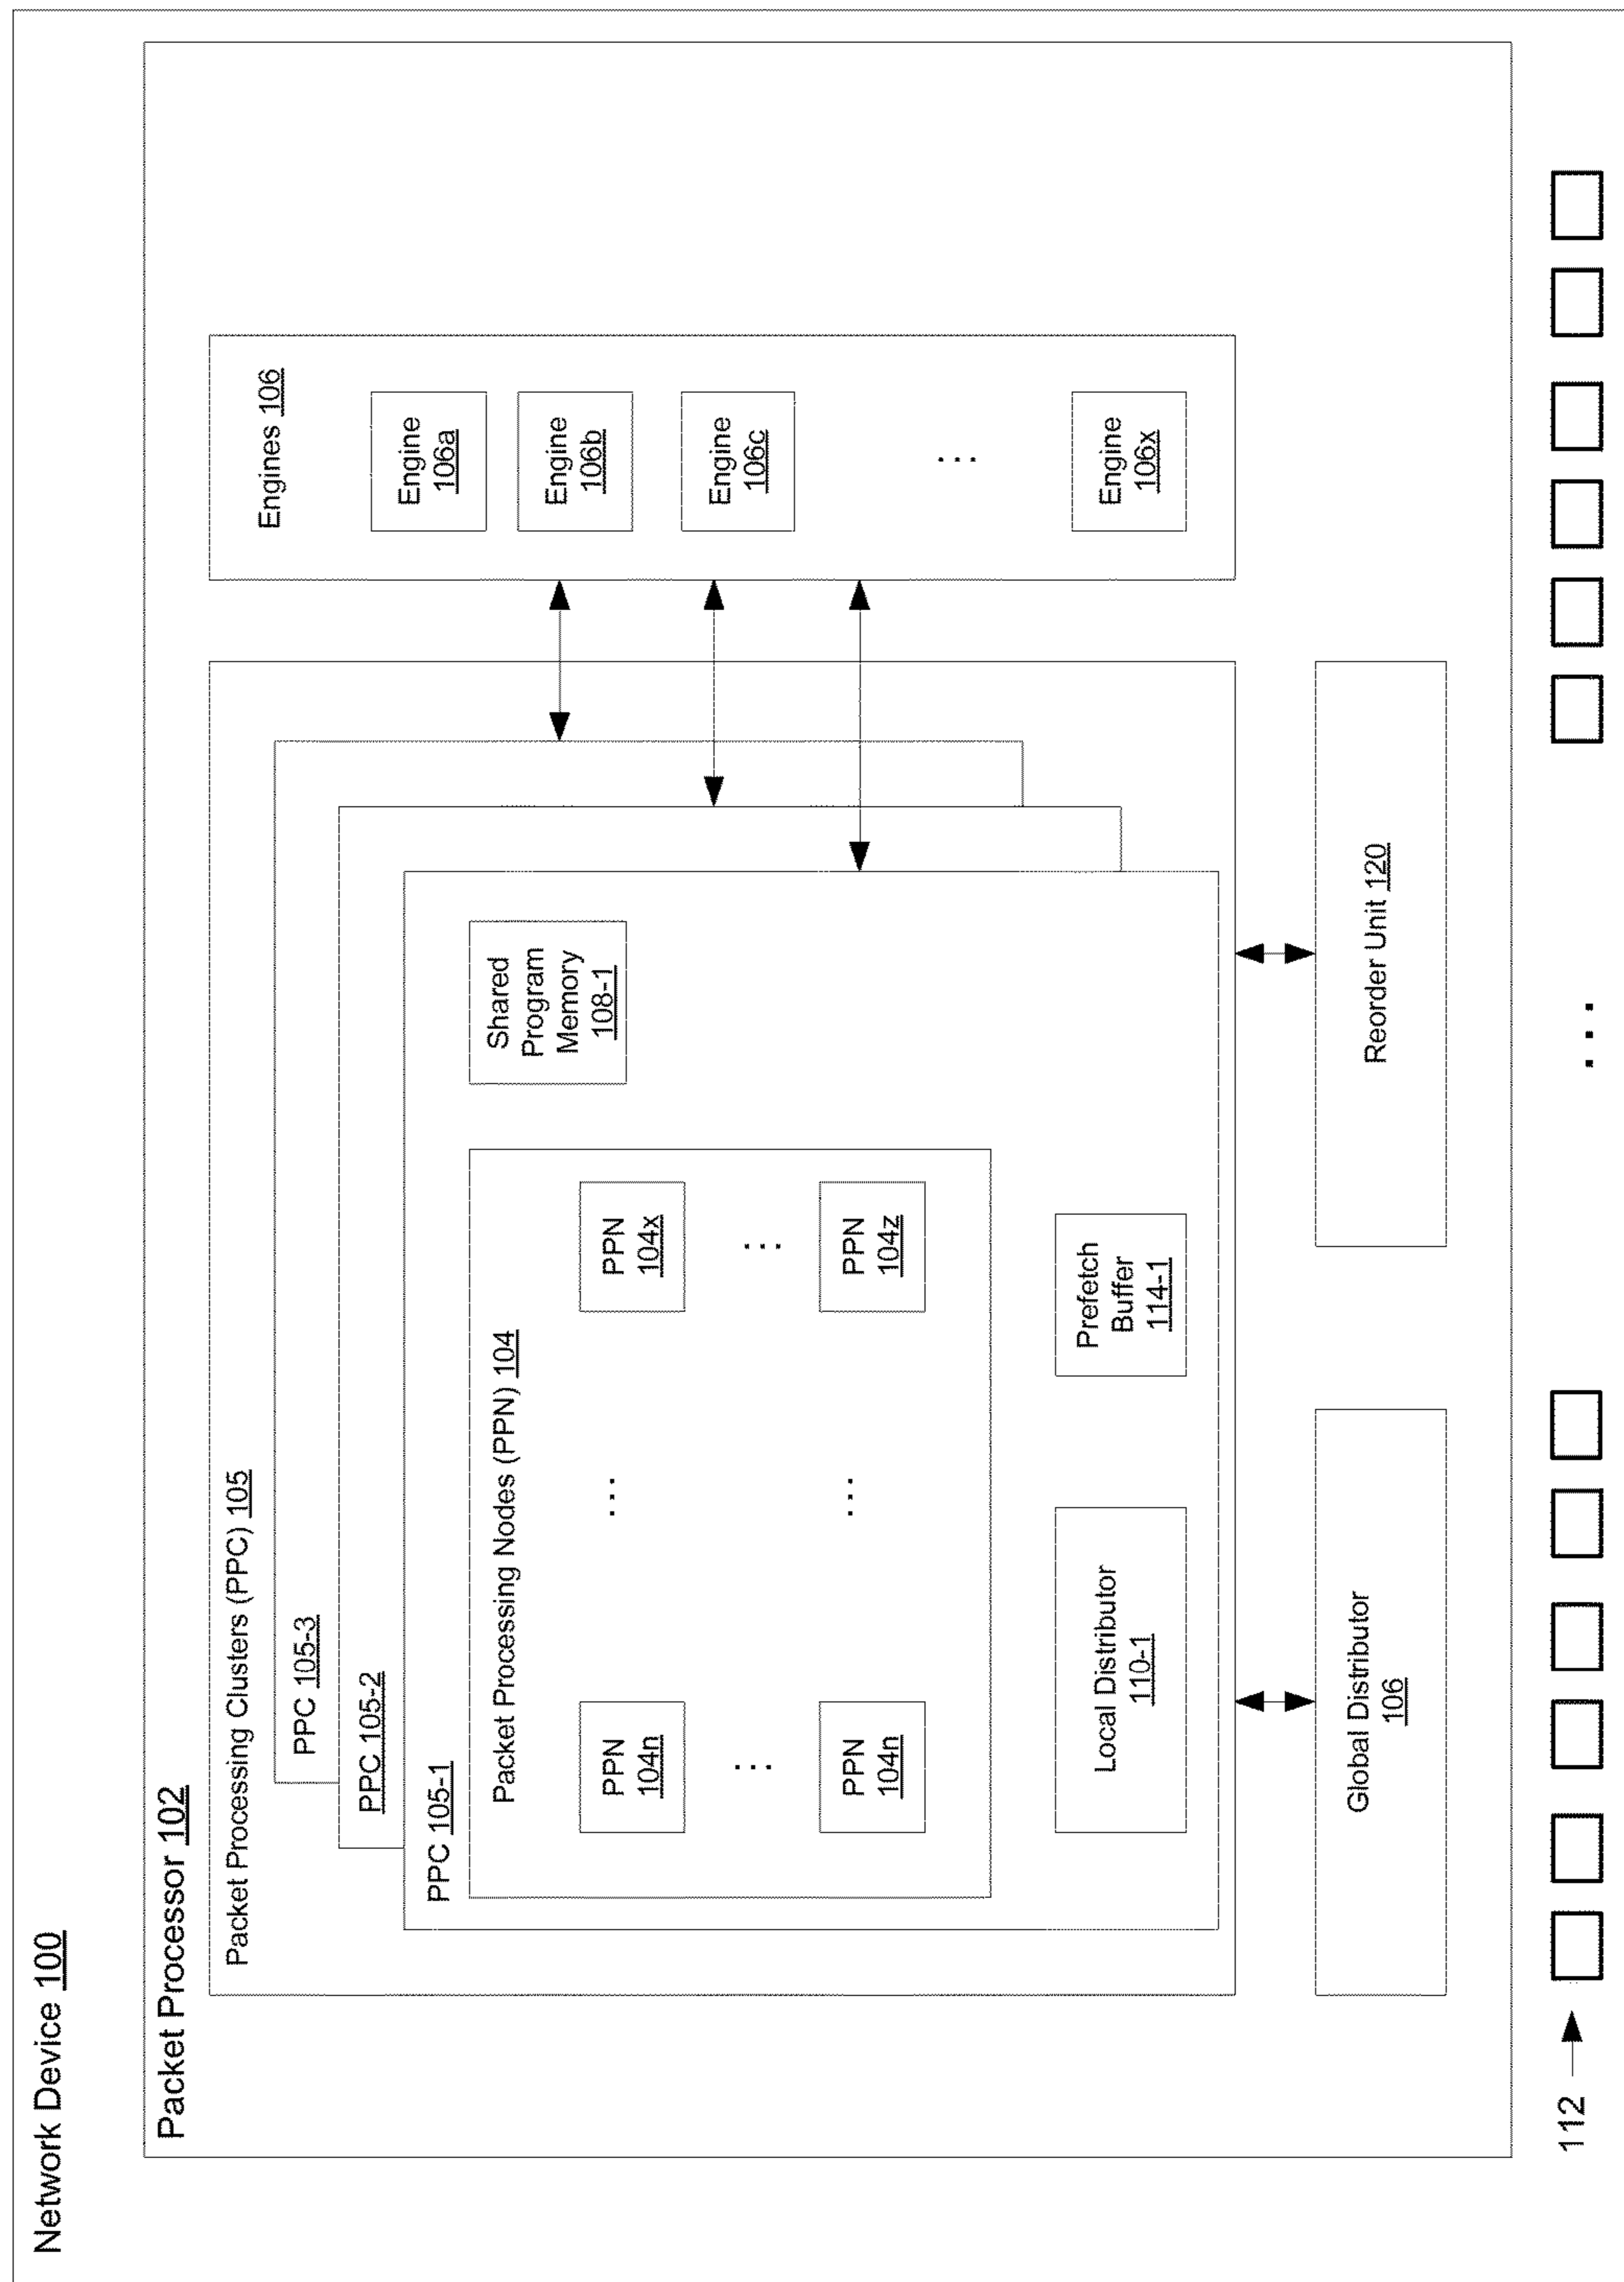 Network Device 100
Packet Processor 102
Packet Processing Clusters (PPC) 105
PPC 105-3
PPC 105-2
PPC 105-1
Packet Processing Nodes (PPN) 104
PPN
104n
...
PPN
104n
...
...
PPN
104x
...
PPN
104z
Shared
Program
Memory
108-1
Local Distributor
110-1
Prefetch
Buffer
114-1
Engines 106
Engine
106a
Engine
106b
Engine
106c
...
Engine
106x
Global Distributor
106
Reorder Unit 120
112
...